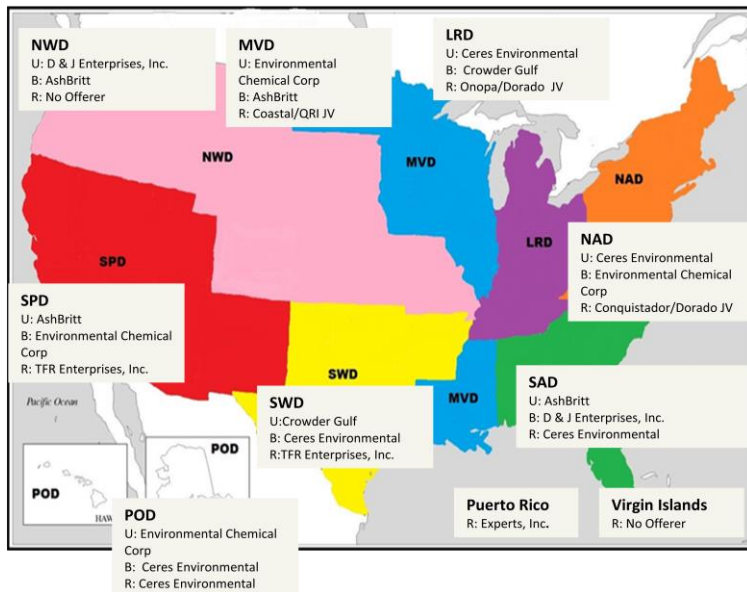 NWD
U: D & J Enterprises, Inc.
B: AshBritt
R: No Offerer
MVD
U: Environmental
Chemical Corp
B: AshBritt
R: Coastal/QRI JV
LRD
U: Ceres Environmental
B:  Crowder Gulf
R: Onopa/Dorado  JV
NWD
MVD
NAD
LRD
SPD
NAD
U: Ceres Environmental
B: Environmental Chemical
Corp
R: Conquistador/Dorado JV
SPD
U: AshBritt
B: Environmental Chemical
Corp
R: TFR Enterprises, Inc.
SWD
MVD
SWD
U:Crowder Gulf
B: Ceres Environmental
R:TFR Enterprises, Inc.
SAD
U: AshBritt
B: D & J Enterprises, Inc.
R: Ceres Environmental
Pacific Ocean
POD
POD
HAW
POD
U: Environmental Chemical
Corp
B:  Ceres Environmental
R: Ceres Environmental
Puerto Rico
R: Experts, Inc.
Virgin Islands
R: No Offerer